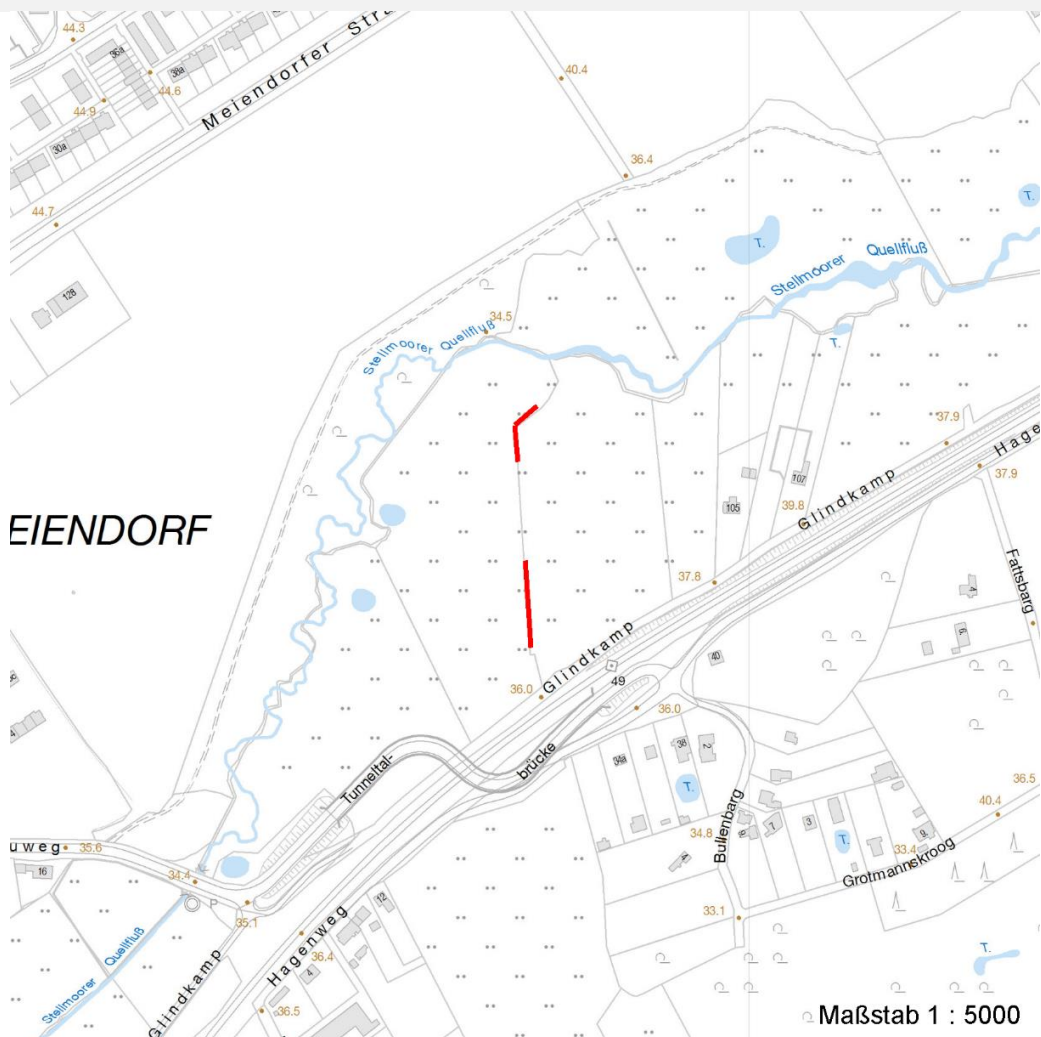 44.3
36a
40.4
38a
44.6
44.9
Meiendorfer Stra
30a
36.4
44.7
T.
T.
Stellmoorer Quellfluß
128
34.5
Stellmoorer Quellfluß
T.
37.9
Hage
107
37.9
105
39.8
Glindkamp
EIENDORF
37.8
Fattsbarg
4
6
Glindkamp
40
49
36.0
36.0
Tunneltal-
brücke
38
2
34a
36.5
T.
40.4
Bullenbarg
34.8
3
7
9
T.
33.4
uweg
35.6
4
Grotmannskroog
16
34.4
P
35.1
12
33.1
Hagenweg
36.4
T.
Stellmoorer Quellfluß
4
Glindkamp
36.5
Maßstab 1 : 5000